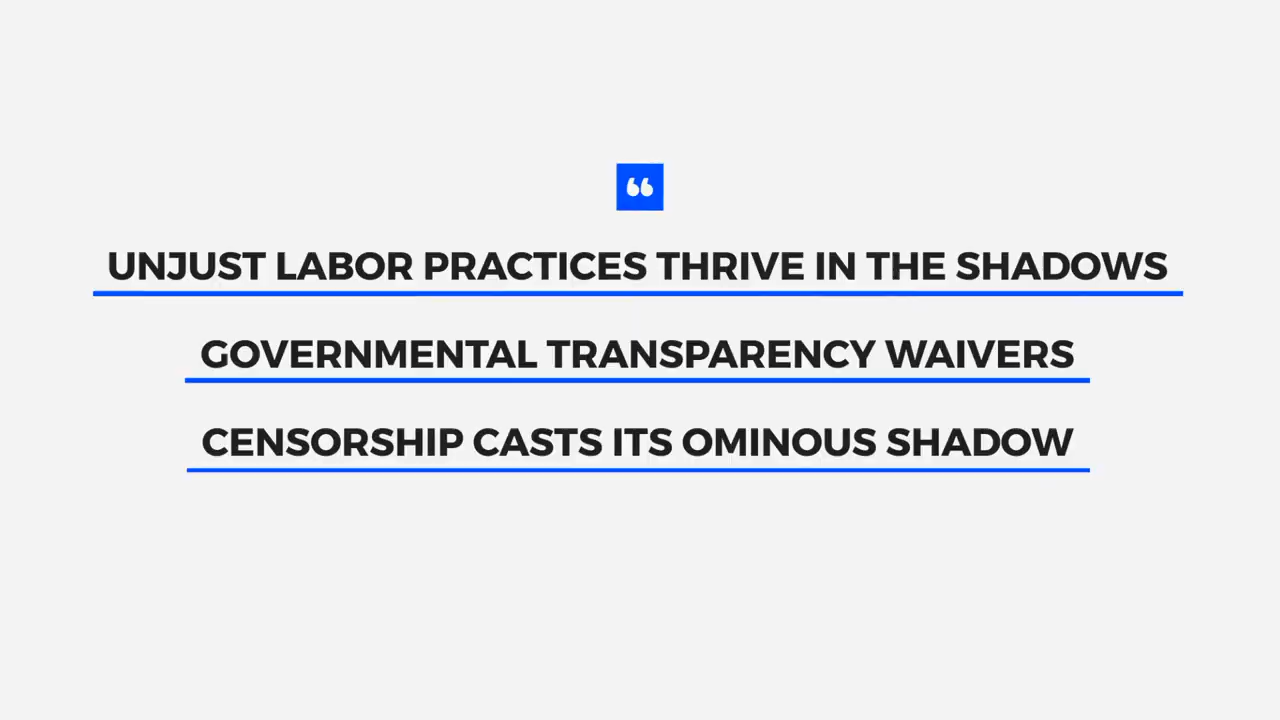 “
UNJUST LABOR PRACTICES THRIVE IN THE SHADOWS
GOVERNMENTAL TRANSPARENCY WAIVERS
CENSORSHIP CASTS ITS OMINOUS SHADOW